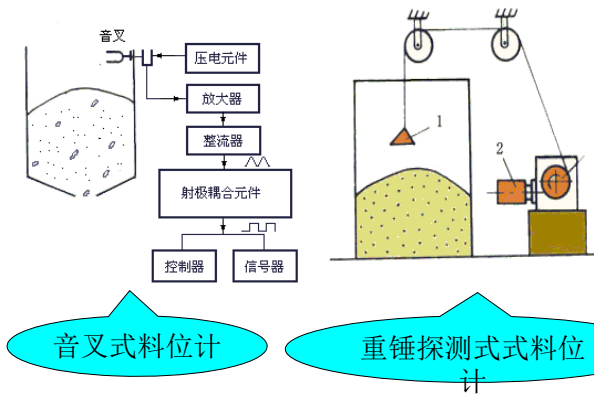 音叉
压电元件
放大器
整流器
射极耦合元件
控制器
信号器
音叉式料位计
1
2
重锤探测式式料位
计